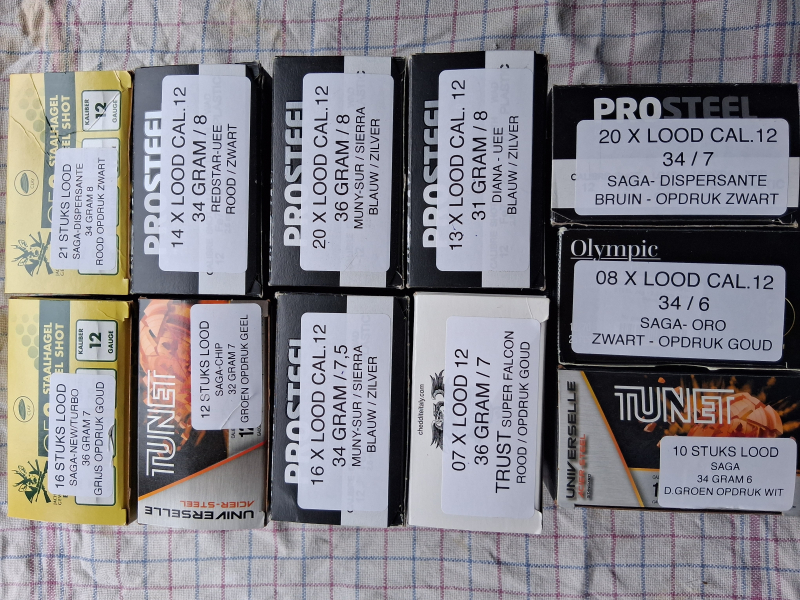 STAALHAGEL
STEEL SHOT
KALIBER
12
GAUGE
21 STUKS LOOD
SAGA-DISPERSANTE
34 GRAM 8
ROOD OPDRUK ZWART
PROSTEEL
14 X LOOD CAL.12
34 GRAM / 8
REDSTAR-UEE
ROOD / ZWART
PROSTEEL
20 X LOOD CAL.12
36 GRAM / 8
MUNY-SUR / SIERRA
BLAUW / ZILVER
PROSTEEL
13 X LOOD CAL.12
31 GRAM / 8
DIANA - UEE
BLAUW / ZILVER
PROSTEEL
20 X LOOD CAL.12
34 / 7
SAGA- DISPERSANTE
BRUIN - OPDRUK ZWART
Olympic
08 X LOOD CAL.12
34 / 6
SAGA- ORO
ZWART - OPDRUK GOUD
STAALHAGEL
STEEL SHOT
KALIBER
12
GAUGE
16 STUKS LOOD
SAGA-NEW/TURBO
36 GRAM 7
GRIJS OPDRUK GOUD
TUNET
12 STUKS LOOD
SAGA-CHIP
32 GRAM 7
GROEN OPDRUK GEEL
UNIVERSELLE
ACIER-STEEL
PROSTEEL
16 X LOOD CAL.12
34 GRAM / 7,5
MUNY-SUR / SIERRA
BLAUW / ZILVER
cheddite​italy.com
07 X LOOD 12
36 GRAM / 7
TRUST SUPER FALCON
ROOD / OPDRUK GOUD
UNIVERSELLE
TUNET
10 STUKS LOOD
SAGA
34 GRAM 6
D.GROEN OPDRUK WIT